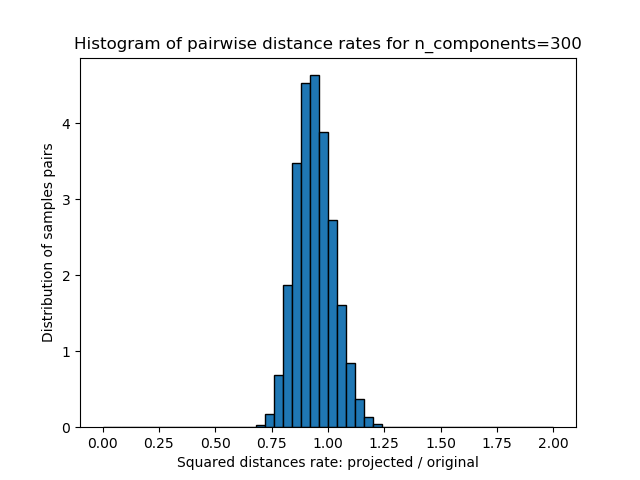 Histogram of pairwise distance rates for n_components=300
Distribution of samples pairs
4
3
2
1
0
0.00 0.25 0.50 0.75 1.00 1.25 1.50 1.75 2.00
Squared distances rate: projected / original